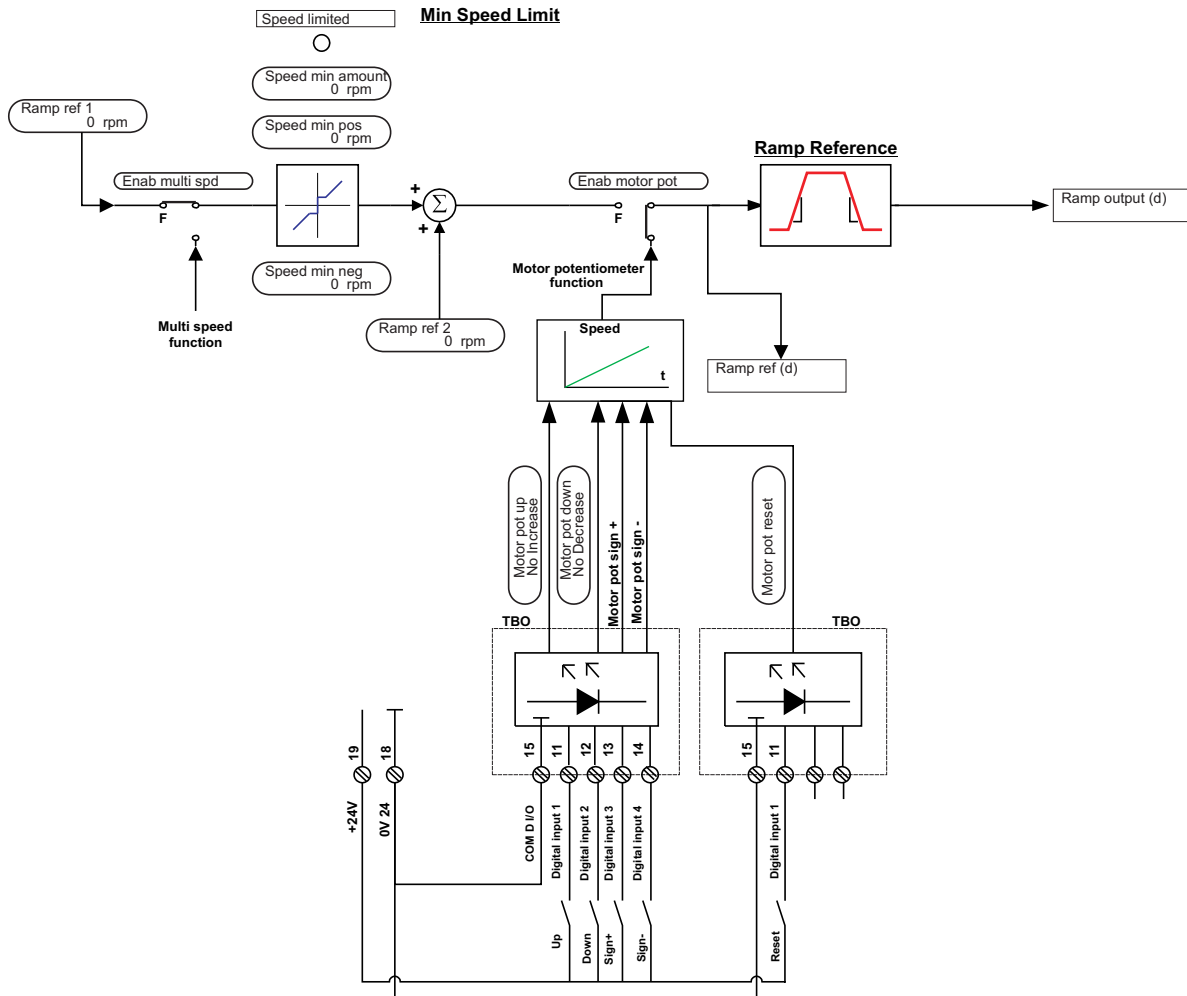 Speed limited
Min Speed Limit
Speed min amount
0 rpm
Ramp ref 1
0 rpm
Speed min pos
0 rpm
Ramp Reference
Enab multi spd
F
+
Σ
+
Enab motor pot
F
Ramp output (d)
Speed min neg
0 rpm
Motor potentiometer
function
Multi speed
function
Ramp ref 2
0 rpm
Speed
t
Ramp ref (d)
Motor pot up
No Increase
Motor pot down
No Decrease
Motor pot sign +
Motor pot sign -
Motor pot reset
TBO
TBO
19
18
15
11
12
13
14
15
11
+24V
0V 24
COM D I/O
Digital input 1
Digital input 2
Digital input 3
Digital input 4
Digital input 1
Up
Down
Sign+
Sign-
Reset